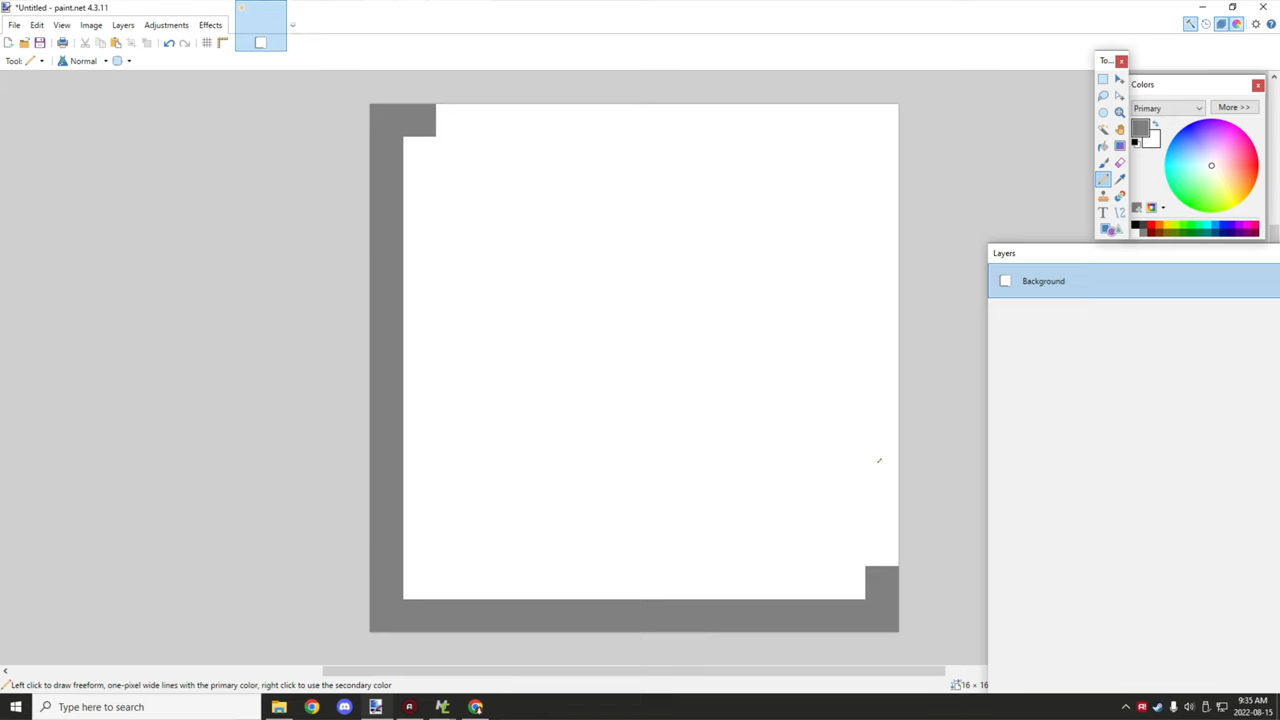 *Untitled - paint.net 4.3.11
File Edit View Image Layers Adjustments Effects
Tool: Normal
To...
Colors
Primary More >>
Layers
Background
Left click to draw freeform, one-pixel wide lines with the primary color, right click to use the secondary color
16 × 16
Type here to search
9:35 AM
2022-08-15